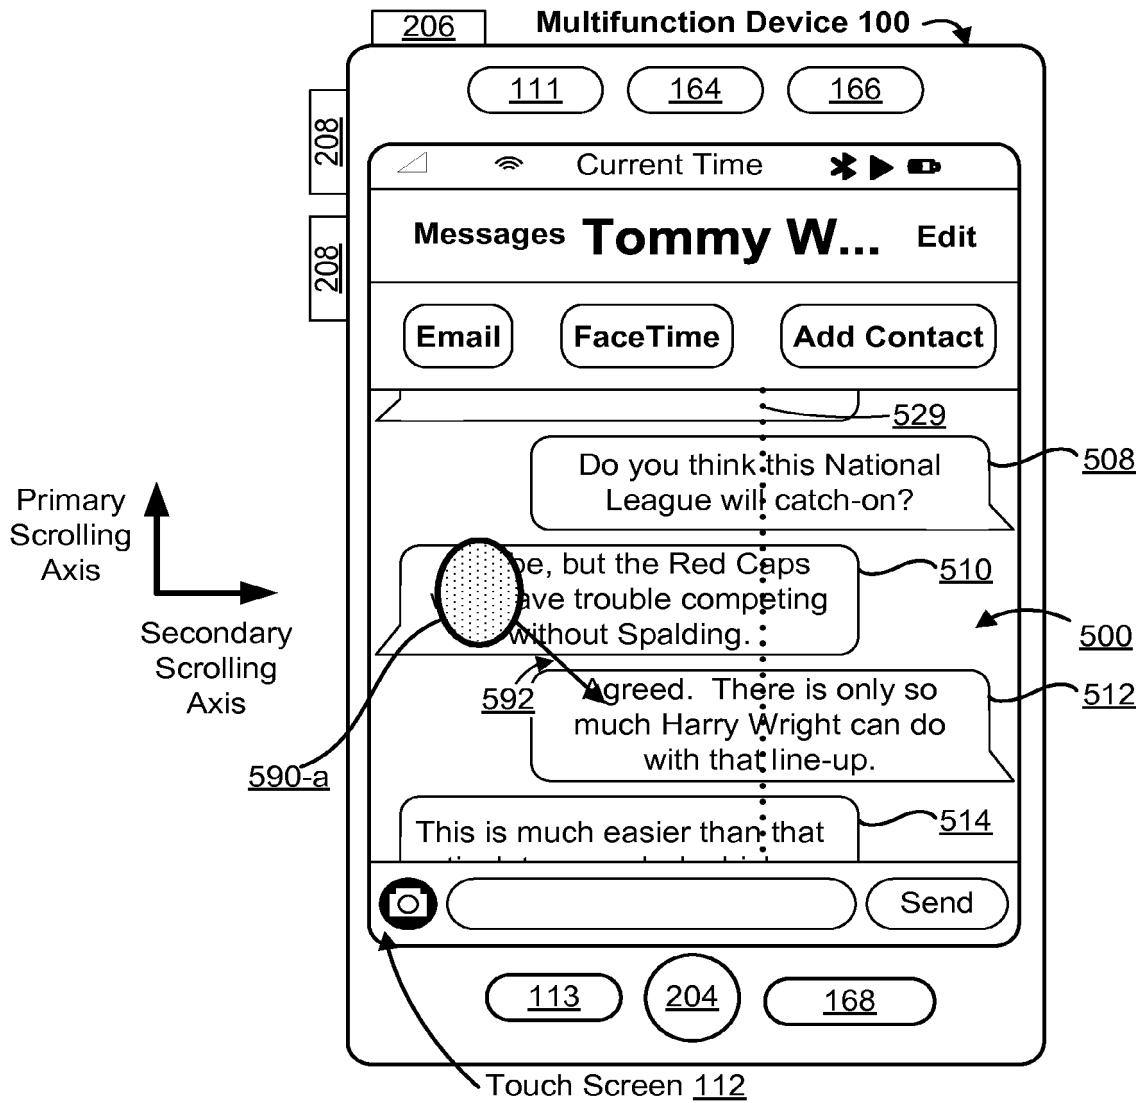 206
Multifunction Device 100
111
164
166
208
208
Current Time
Messages
Tommy W...
Edit
Email
FaceTime
Add Contact
529
Do you think this National
League will catch-on?
508
Primary
Scrolling
Axis
Secondary
Scrolling
Axis
be, but the Red Caps
ave trouble competing
without Spalding.
510
500
592
Agreed. There is only so
much Harry Wright can do
with that line-up.
512
590-a
This is much easier than that
514
Send
113
204
168
Touch Screen 112